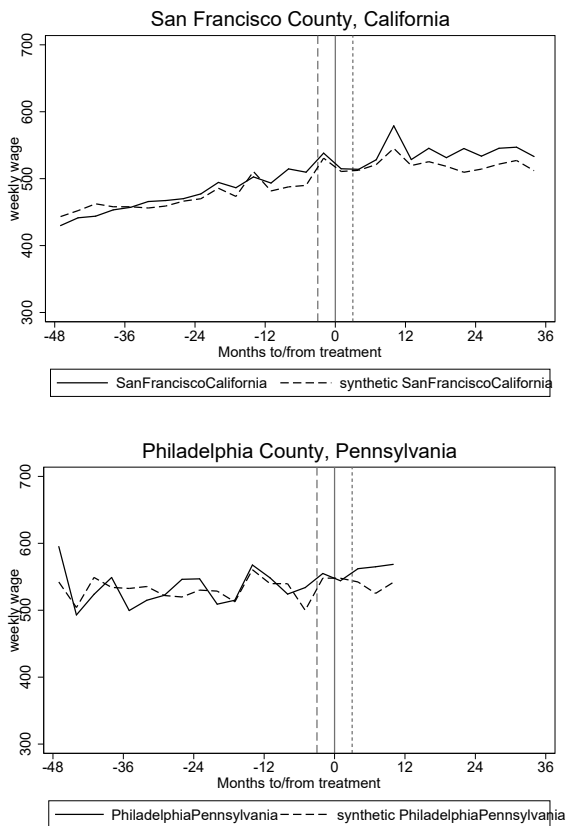 San Francisco County, California
weekly wage
700
600
500
400
300
-48 -36 -24 -12 0 12 24 36
Months to/from treatment
SanFranciscoCalifornia synthetic SanFranciscoCalifornia
Philadelphia County, Pennsylvania
weekly wage
700
600
500
400
300
-48 -36 -24 -12 0 12 24 36
Months to/from treatment
PhiladelphiaPennsylvania synthetic PhiladelphiaPennsylvania